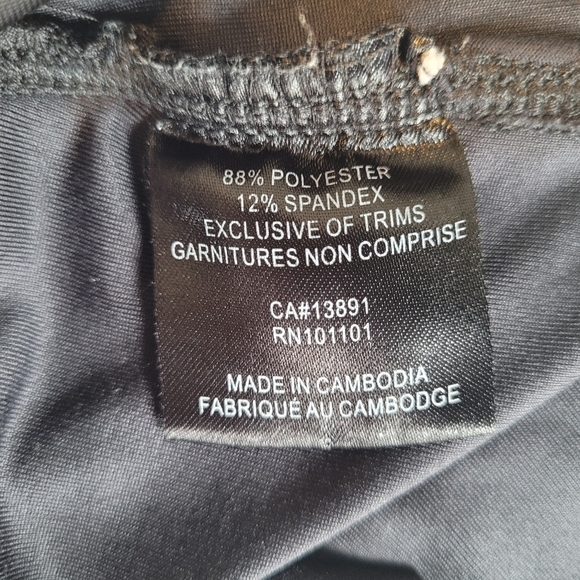 88% POLYESTER
12% SPANDEX
EXCLUSIVE OF TRIMS
GARNITURES NON COMPRISE
CA#13891
RN101101
MADE IN CAMBODIA
FABRIQUÉ AU CAMBODGE